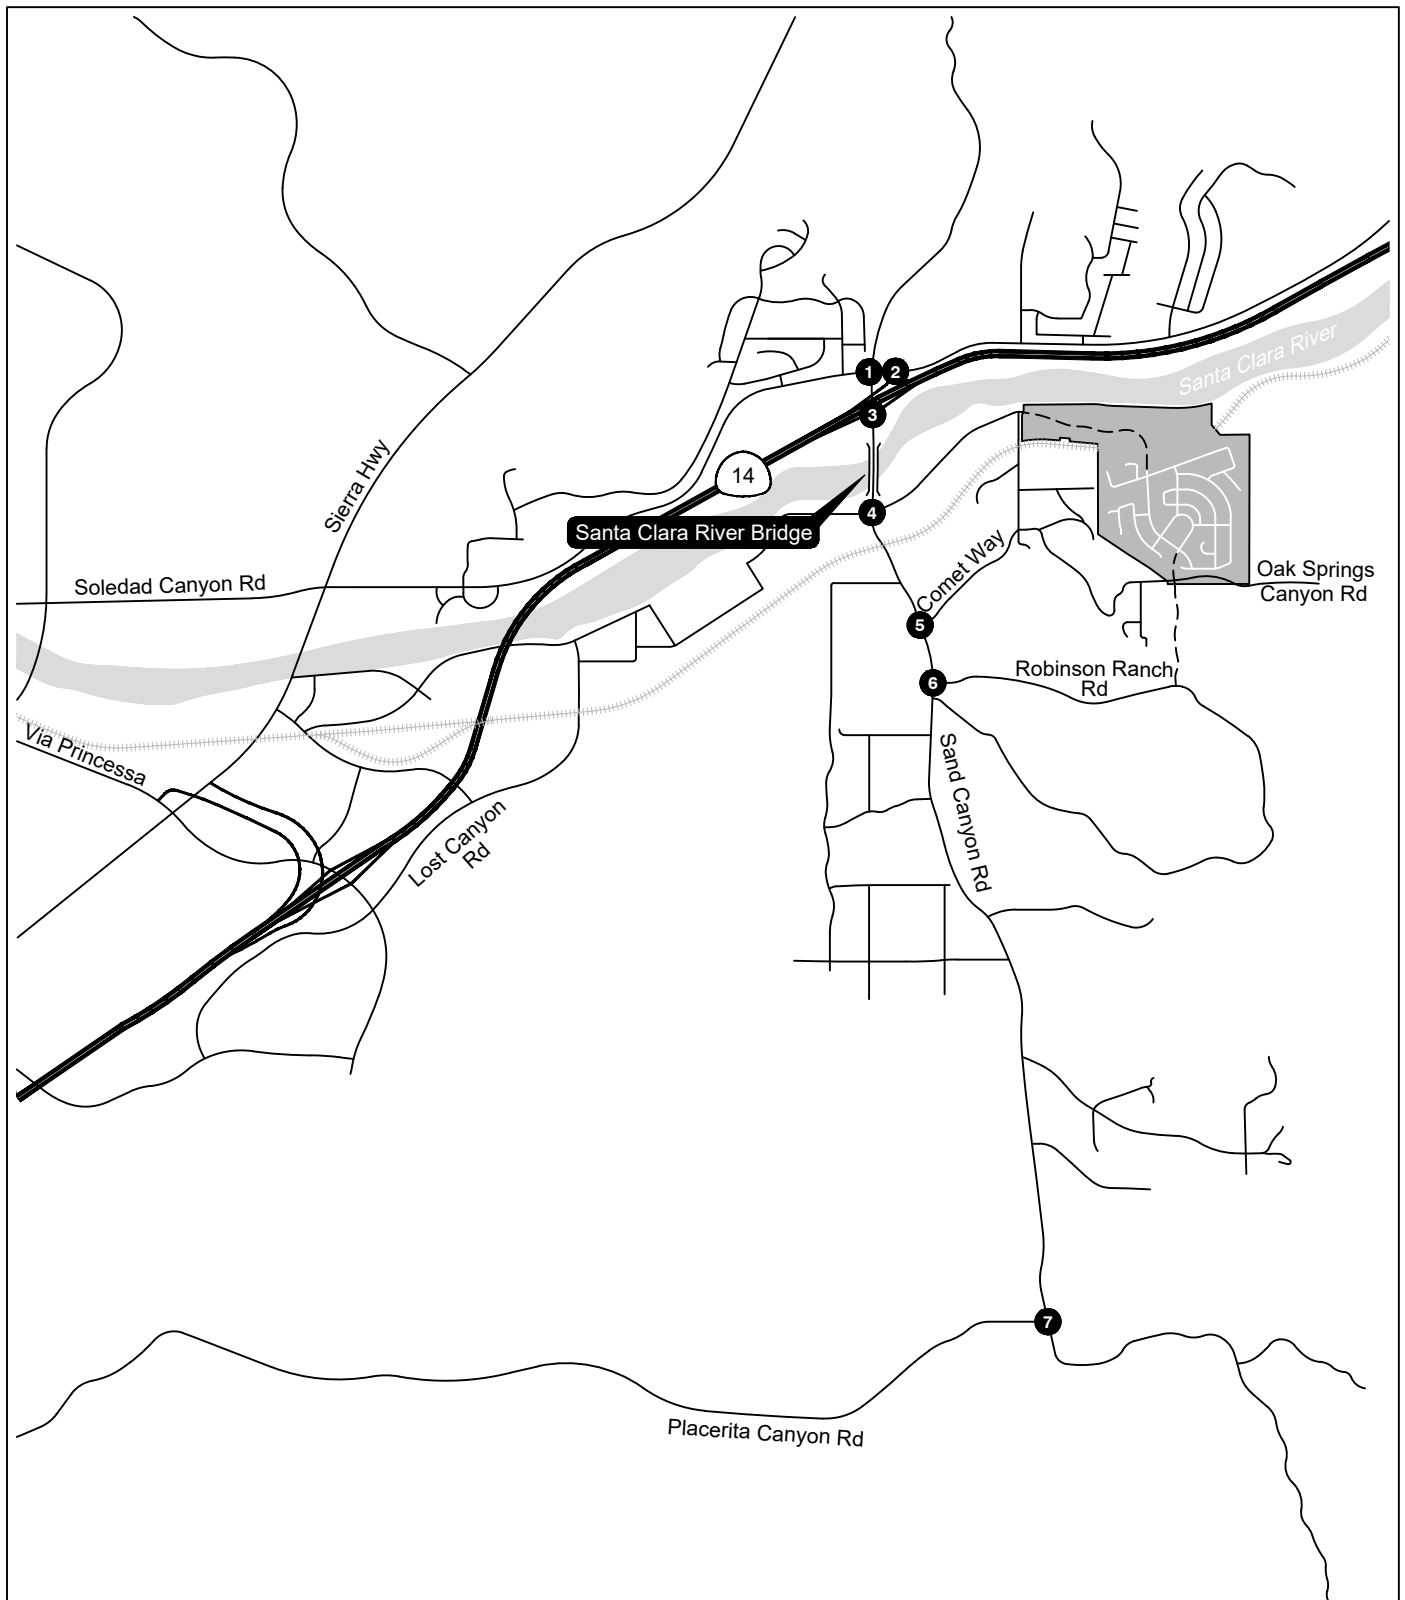 1
2
Santa Clara River
3
Sierra Hwy
14
4
Santa Clara River Bridge
Comet Way
Oak Springs
Canyon Rd
Soledad Canyon Rd
5
Robinson Ranch
Rd
6
Via Princessa
Sand Canyon Rd
Lost Canyon
Rd
7
Placerita Canyon Rd